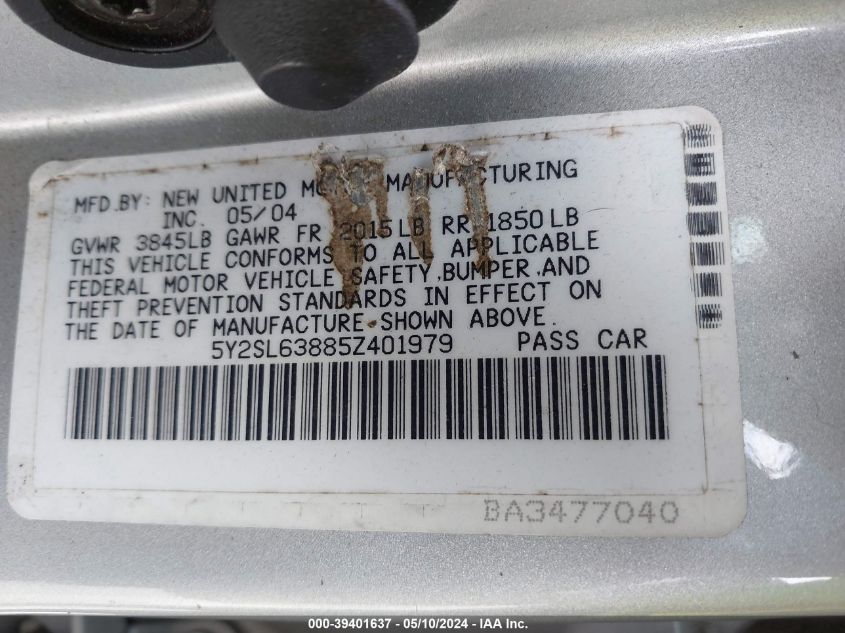 MFD.BY: NEW UNITED MOTOR MANUFACTURING
INC. 05/04
GVWR 3845LB GAWR FR 2015LB RR 1850LB
THIS VEHICLE CONFORMS TO ALL APPLICABLE
FEDERAL MOTOR VEHICLE SAFETY.BUMPER.AND
THEFT PREVENTION STANDARDS IN EFFECT ON
THE DATE OF MANUFACTURE SHOWN ABOVE.
5Y2SL63885Z401979 PASS CAR
BA3477040
000-39401637 - 05/10/2024 - IAA Inc.